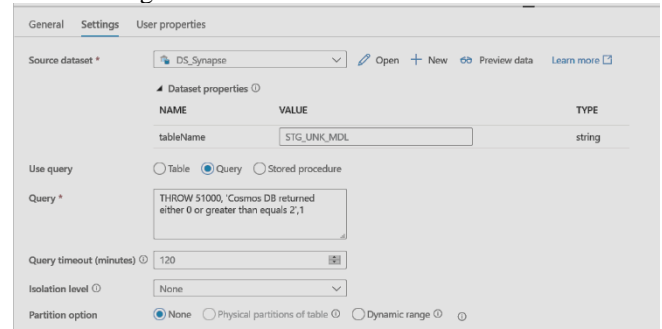 General Settings User properties
Source dataset * DS_Synapse Open New Preview data Learn more
Dataset properties
NAME VALUE TYPE
tableName STG_UNK_MDL string
Use query Table Query Stored procedure
Query * THROW 51000, 'Cosmos DB returned
either 0 or greater than equals 2',1
Query timeout (minutes) 120
Isolation level None
Partition option None Physical partitions of table Dynamic range